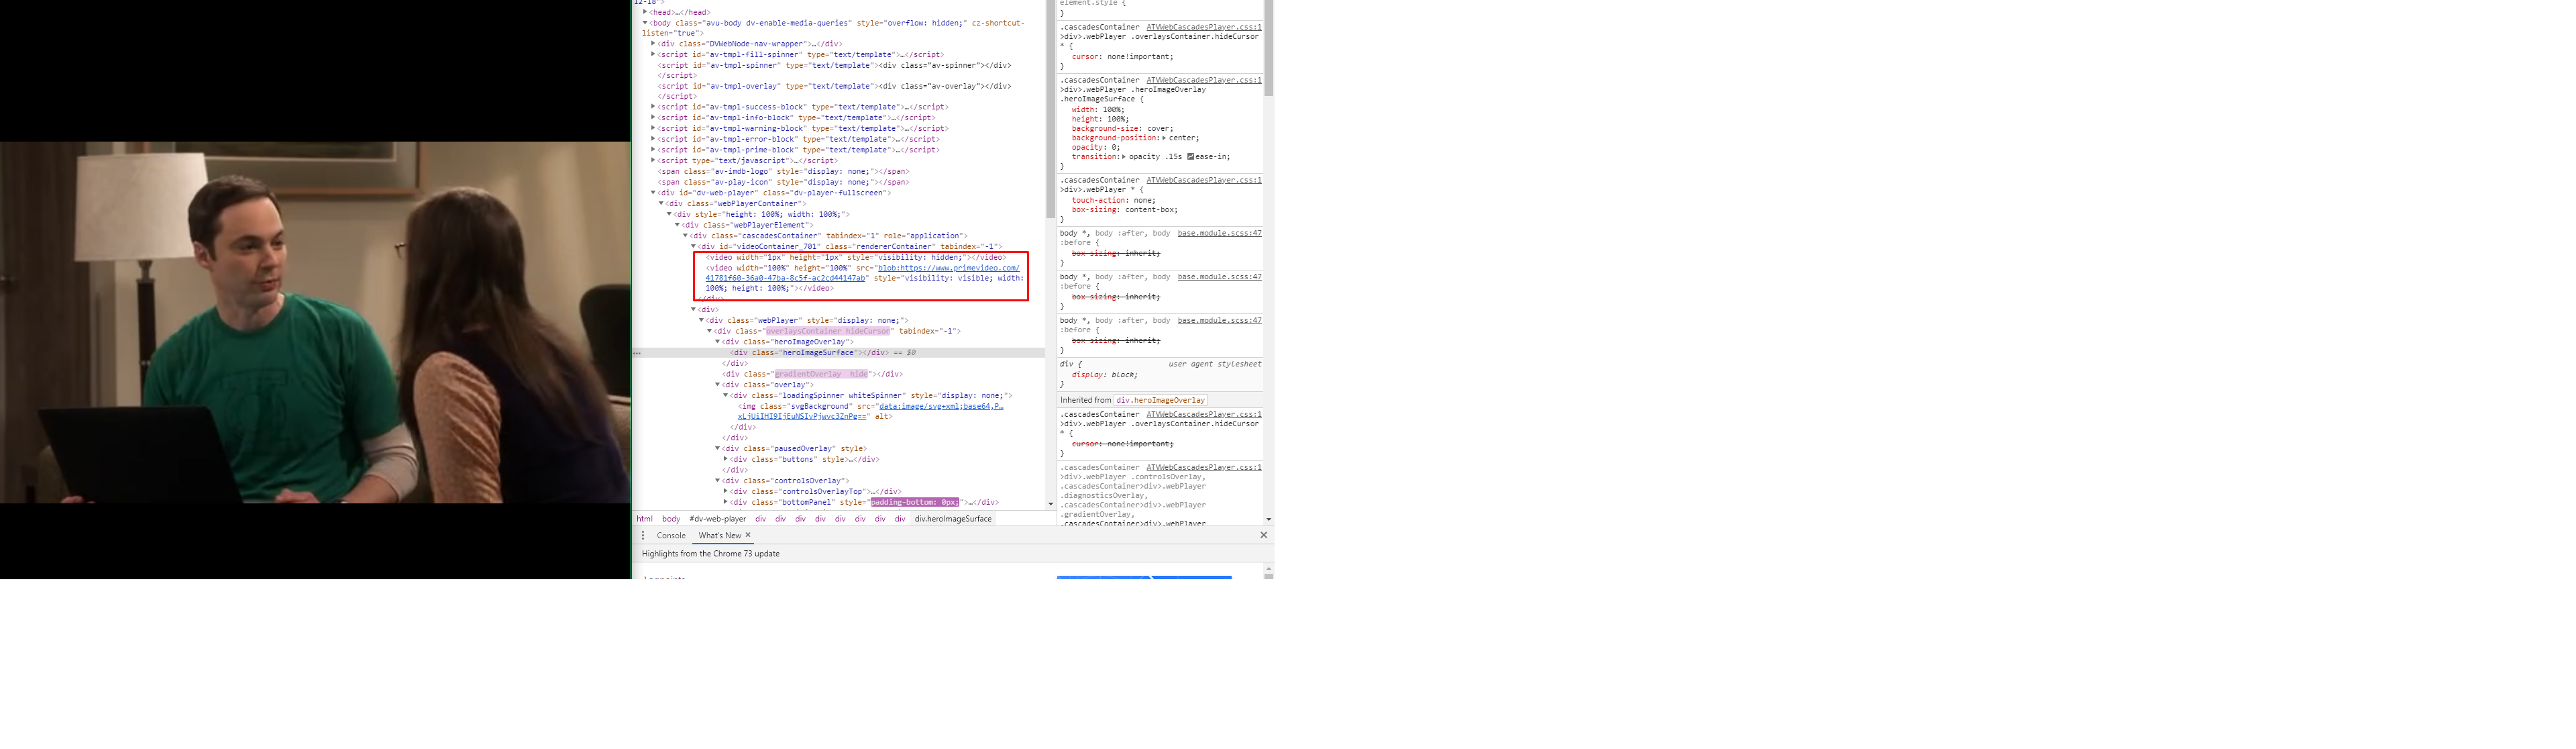 12-18">
<head>…</head>
<body class="avu-body dv-enable-media-queries" style="overflow: hidden;" cz-shortcut-
listen="true">
<div class="DVWebNode-nav-wrapper">…</div>
<script id="av-tmpl-fill-spinner" type="text/template">…</script>
<script id="av-tmpl-spinner" type="text/template"><div class="av-spinner"></div>
</script>
<script id="av-tmpl-overlay" type="text/template"><div class="av-overlay"></div>
</script>
<script id="av-tmpl-success-block" type="text/template">…</script>
<script id="av-tmpl-info-block" type="text/template">…</script>
<script id="av-tmpl-warning-block" type="text/template">…</script>
<script id="av-tmpl-error-block" type="text/template">…</script>
<script id="av-tmpl-prime-block" type="text/template">…</script>
<script type="text/javascript">…</script>
<span class="av-imdb-logo" style="display: none;"></span>
<span class="av-play-icon" style="display: none;"></span>
<div id="dv-web-player" class="dv-player-fullscreen">
<div class="webPlayerContainer">
<div style="height: 100%; width: 100%;">
<div class="webPlayerElement">
<div class="cascadesContainer" tabindex="1" role="application">
<div id="videoContainer_701" class="rendererContainer" tabindex="-1">
<video width="1px" height="1px" style="visibility: hidden;"></video>
<video width="100%" height="100%" src="blob:https://www.primevideo.com/
41781f60-36a0-47ba-8c5f-ac2cd44147ab" style="visibility: visible; width:
100%; height: 100%;"></video>
</div>
<div>
<div class="webPlayer" style="display: none;">
<div class="overlaysContainer hideCursor" tabindex="-1">
<div class="heroImageOverlay">
<div class="heroImageSurface"></div> == $0
</div>
<div class="gradientOverlay  hide"></div>
<div class="overlay">
<div class="loadingSpinner whiteSpinner" style="display: none;">
<img class="svgBackground" src="data:image/svg+xml;base64,P…
xLjUiIHI9IjEuNSIvPjwvc3ZnPg==" alt>
</div>
</div>
<div class="pausedOverlay" style>
<div class="buttons" style>…</div>
</div>
<div class="controlsOverlay">
<div class="controlsOverlayTop">…</div>
<div class="bottomPanel" style="padding-bottom: 0px;">…</div>
html body #dv-web-player div div div div div div div div div.heroImageSurface
Console What's New ×
Highlights from the Chrome 73 update
element.style {
}
.cascadesContainer ATVWebCascadesPlayer.css:1
>div>.webPlayer .overlaysContainer.hideCursor
* {
cursor: none!important;
}
.cascadesContainer ATVWebCascadesPlayer.css:1
>div>.webPlayer .heroImageOverlay
.heroImageSurface {
width: 100%;
height: 100%;
background-size: cover;
background-position: center;
opacity: 0;
transition: opacity .15s ease-in;
}
.cascadesContainer ATVWebCascadesPlayer.css:1
>div>.webPlayer * {
touch-action: none;
box-sizing: content-box;
}
body *, body :after, body base.module.scss:47
:before {
box-sizing: inherit;
}
body *, body :after, body base.module.scss:47
:before {
box-sizing: inherit;
}
body *, body :after, body base.module.scss:47
:before {
box-sizing: inherit;
}
div { user agent stylesheet
display: block;
}
Inherited from div.heroImageOverlay
.cascadesContainer ATVWebCascadesPlayer.css:1
>div>.webPlayer .overlaysContainer.hideCursor
* {
cursor: none!important;
}
.cascadesContainer ATVWebCascadesPlayer.css:1
>div>.webPlayer .controlsOverlay,
.cascadesContainer>div>.webPlayer
.diagnosticsOverlay,
.cascadesContainer>div>.webPlayer
.gradientOverlay,
.cascadesContainer>div>.webPlayer